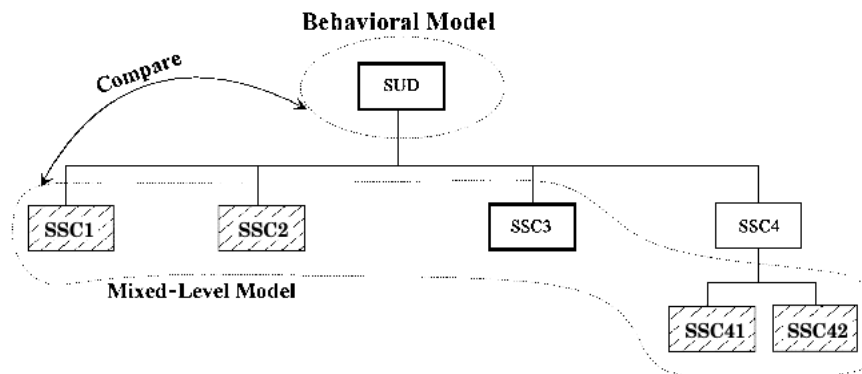 Behavioral Model
Compare
SUD
SSC1
SSC2
SSC3
SSC4
Mixed-Level Model
SSC41
SSC42